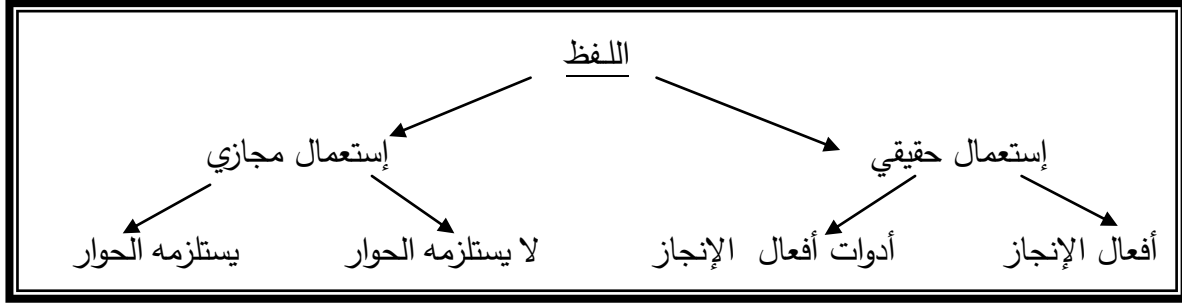 اللفظ
إستعمال حقيقي إستعمال مجازي
أفعال الإنجاز أدوات أفعال الإنجاز لا يستلزمه الحوار يستلزمه الحوار